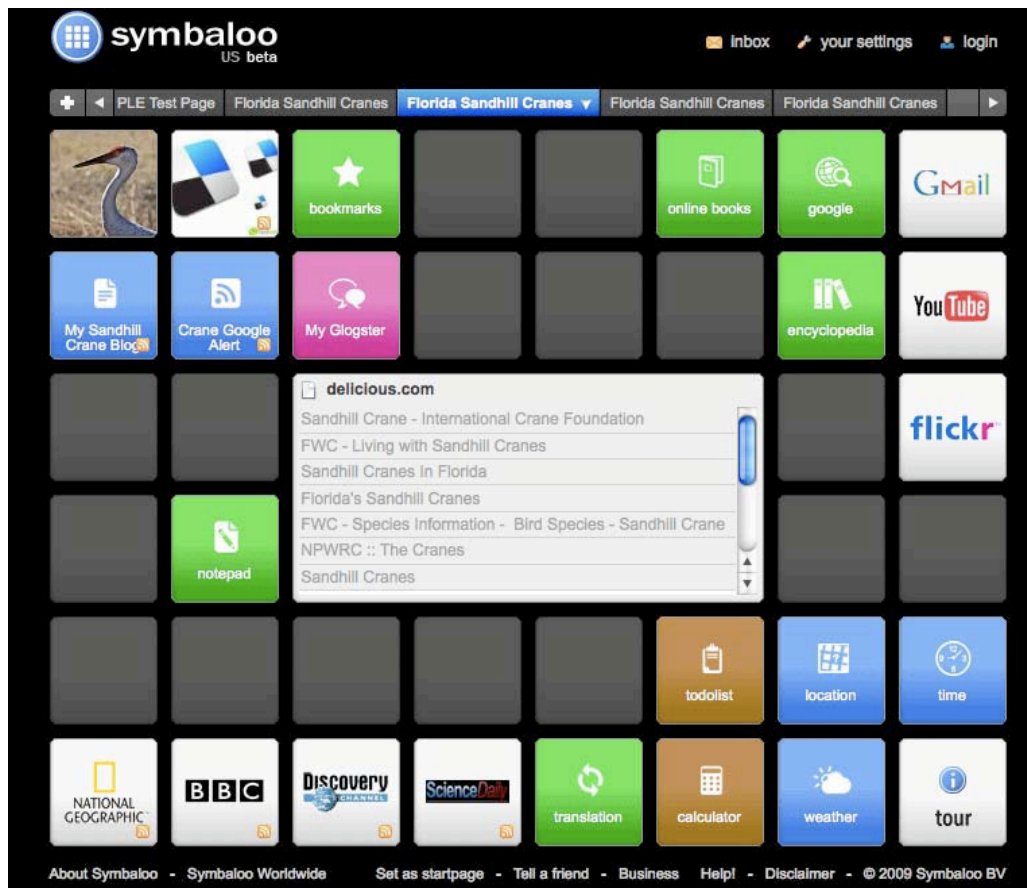 symbaloo
US beta
inbox your settings login
PLE Test Page Florida Sandhill Cranes Florida Sandhill Cranes Florida Sandhill Cranes Florida Sandhill Cranes
bookmarks
online books
google
GMail
My Sandhill
Crane Blog
Crane Google
Alert
My Glogster
encyclopedia
You Tube
delicious.com
Sandhill Crane - International Crane Foundation
FWC - Living with Sandhill Cranes
Sandhill Cranes In Florida
Florida's Sandhill Cranes
FWC - Species Information - Bird Species - Sandhill Crane
NPWRC :: The Cranes
Sandhill Cranes
flickr
notepad
todolist
location
time
NATIONAL
GEOGRAPHIC
BBC
DISCOVERY
CHANNEL
ScienceDaily
translation
calculator
weather
tour
About Symbaloo - Symbaloo Worldwide Set as startpage - Tell a friend - Business Help! - Disclaimer - © 2009 Symbaloo BV